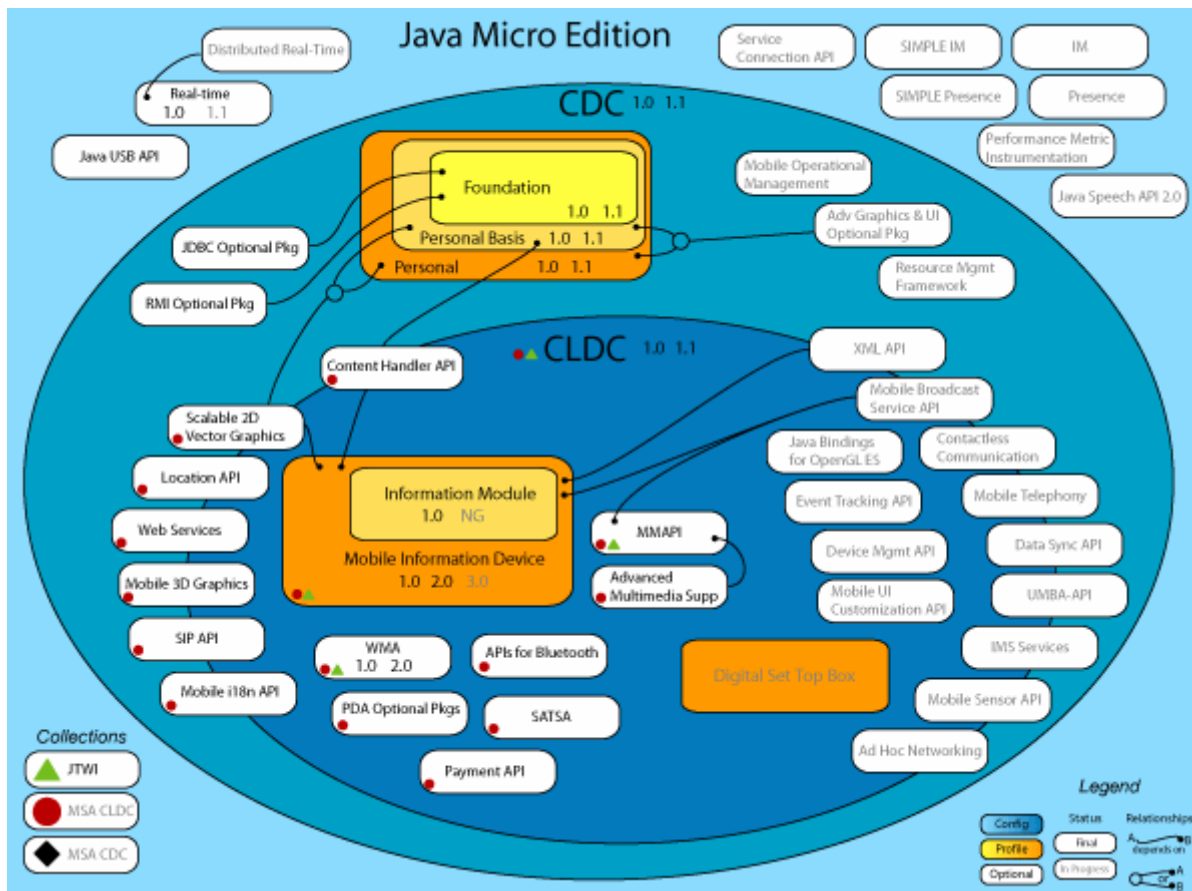 Java Micro Edition
Distributed Real-Time
Real-time
1.0 1.1
Java USB API
Service
Connection API
SIMPLE IM
IM
SIMPLE Presence
Presence
Performance Metric
Instrumentation
Java Speech API 2.0
CDC 1.0 1.1
Foundation
1.0 1.1
Personal Basis 1.0 1.1
Personal 1.0 1.1
JDBC Optional Pkg
RMI Optional Pkg
Mobile Operational
Management
Adv Graphics & UI
Optional Pkg
Resource Mgmt
Framework
CLDC 1.0 1.1
Content Handler API
XML API
Mobile Broadcast
Service API
Scalable 2D
Vector Graphics
Location API
Web Services
Mobile 3D Graphics
SIP API
Mobile i18n API
Information Module
1.0 NG
Mobile Information Device
1.0 2.0 3.0
MMAPI
Advanced
Multimedia Supp
Java Bindings
for OpenGL ES
Contactless
Communication
Event Tracking API
Mobile Telephony
Device Mgmt API
Data Sync API
Mobile UI
Customization API
UMBA-API
IMS Services
WMA
1.0 2.0
APIs for Bluetooth
PDA Optional Pkgs
SATSA
Payment API
Digital Set Top Box
Mobile Sensor API
Ad Hoc Networking
Collections
JTWI
MSA CLDC
MSA CDC
Legend
Config
Profile
Optional
Status
Final
In Progress
Relationships
A B
depends on
or A
B